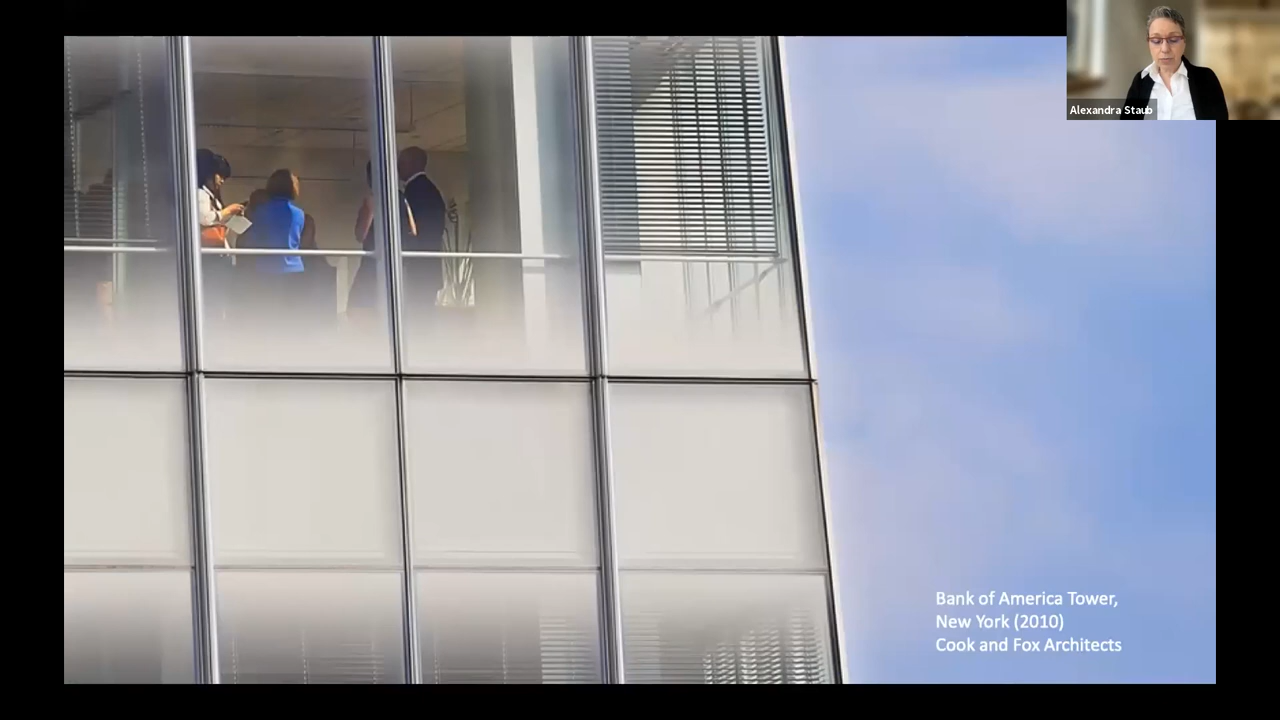 Alexandra Staub
Bank of America Tower,
New York (2010)
Cook and Fox Architects